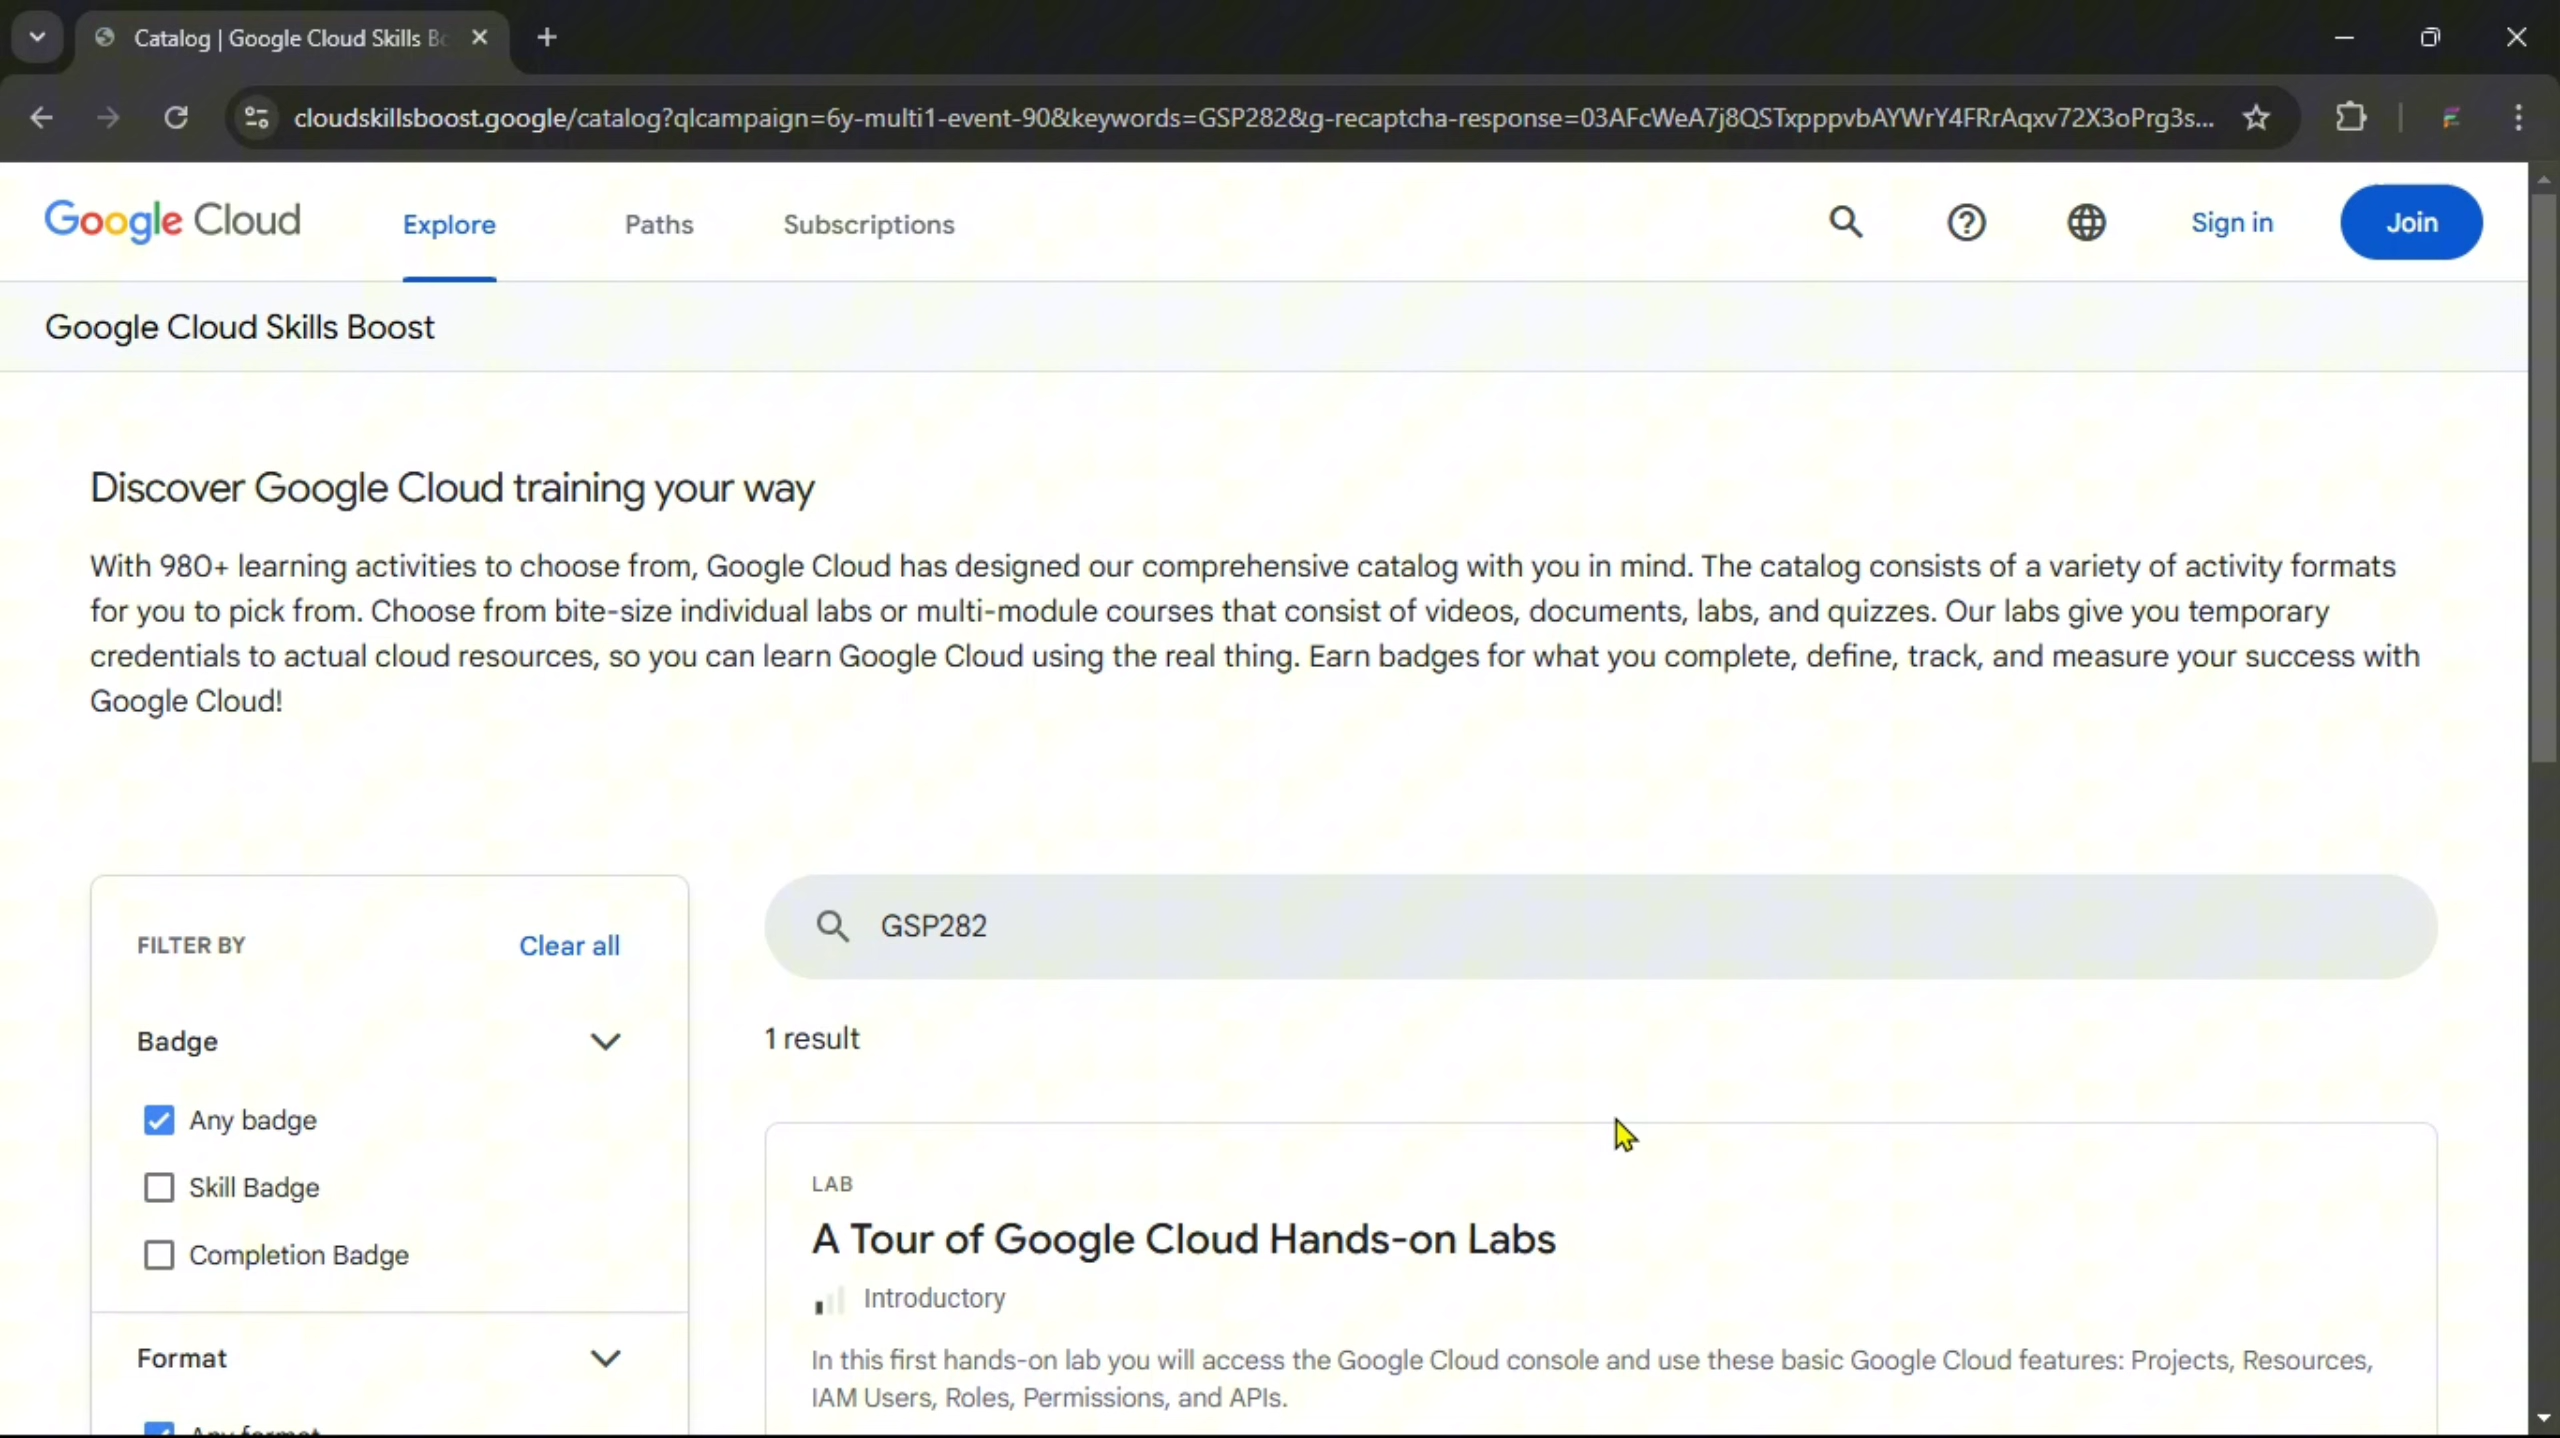 Catalog | Google Cloud Skills Bo
cloudskillsboost.google/catalog?qlcampaign=6y-multi1-event-90&keywords=GSP282&g-recaptcha-response=03AFcWeA7j8QSTxpppvbAYWrY4FRrAqxv72X3oPrg3s...
Google Cloud
Explore
Paths
Subscriptions
Sign in
Join
Google Cloud Skills Boost
Discover Google Cloud training your way
With 980+ learning activities to choose from, Google Cloud has designed our comprehensive catalog with you in mind. The catalog consists of a variety of activity formats
for you to pick from. Choose from bite-size individual labs or multi-module courses that consist of videos, documents, labs, and quizzes. Our labs give you temporary
credentials to actual cloud resources, so you can learn Google Cloud using the real thing. Earn badges for what you complete, define, track, and measure your success with
Google Cloud!
FILTER BY
Clear all
Badge
Any badge
Skill Badge
Completion Badge
Format
Any format
GSP282
1 result
LAB
A Tour of Google Cloud Hands-on Labs
Introductory
In this first hands-on lab you will access the Google Cloud console and use these basic Google Cloud features: Projects, Resources,
IAM Users, Roles, Permissions, and APIs.